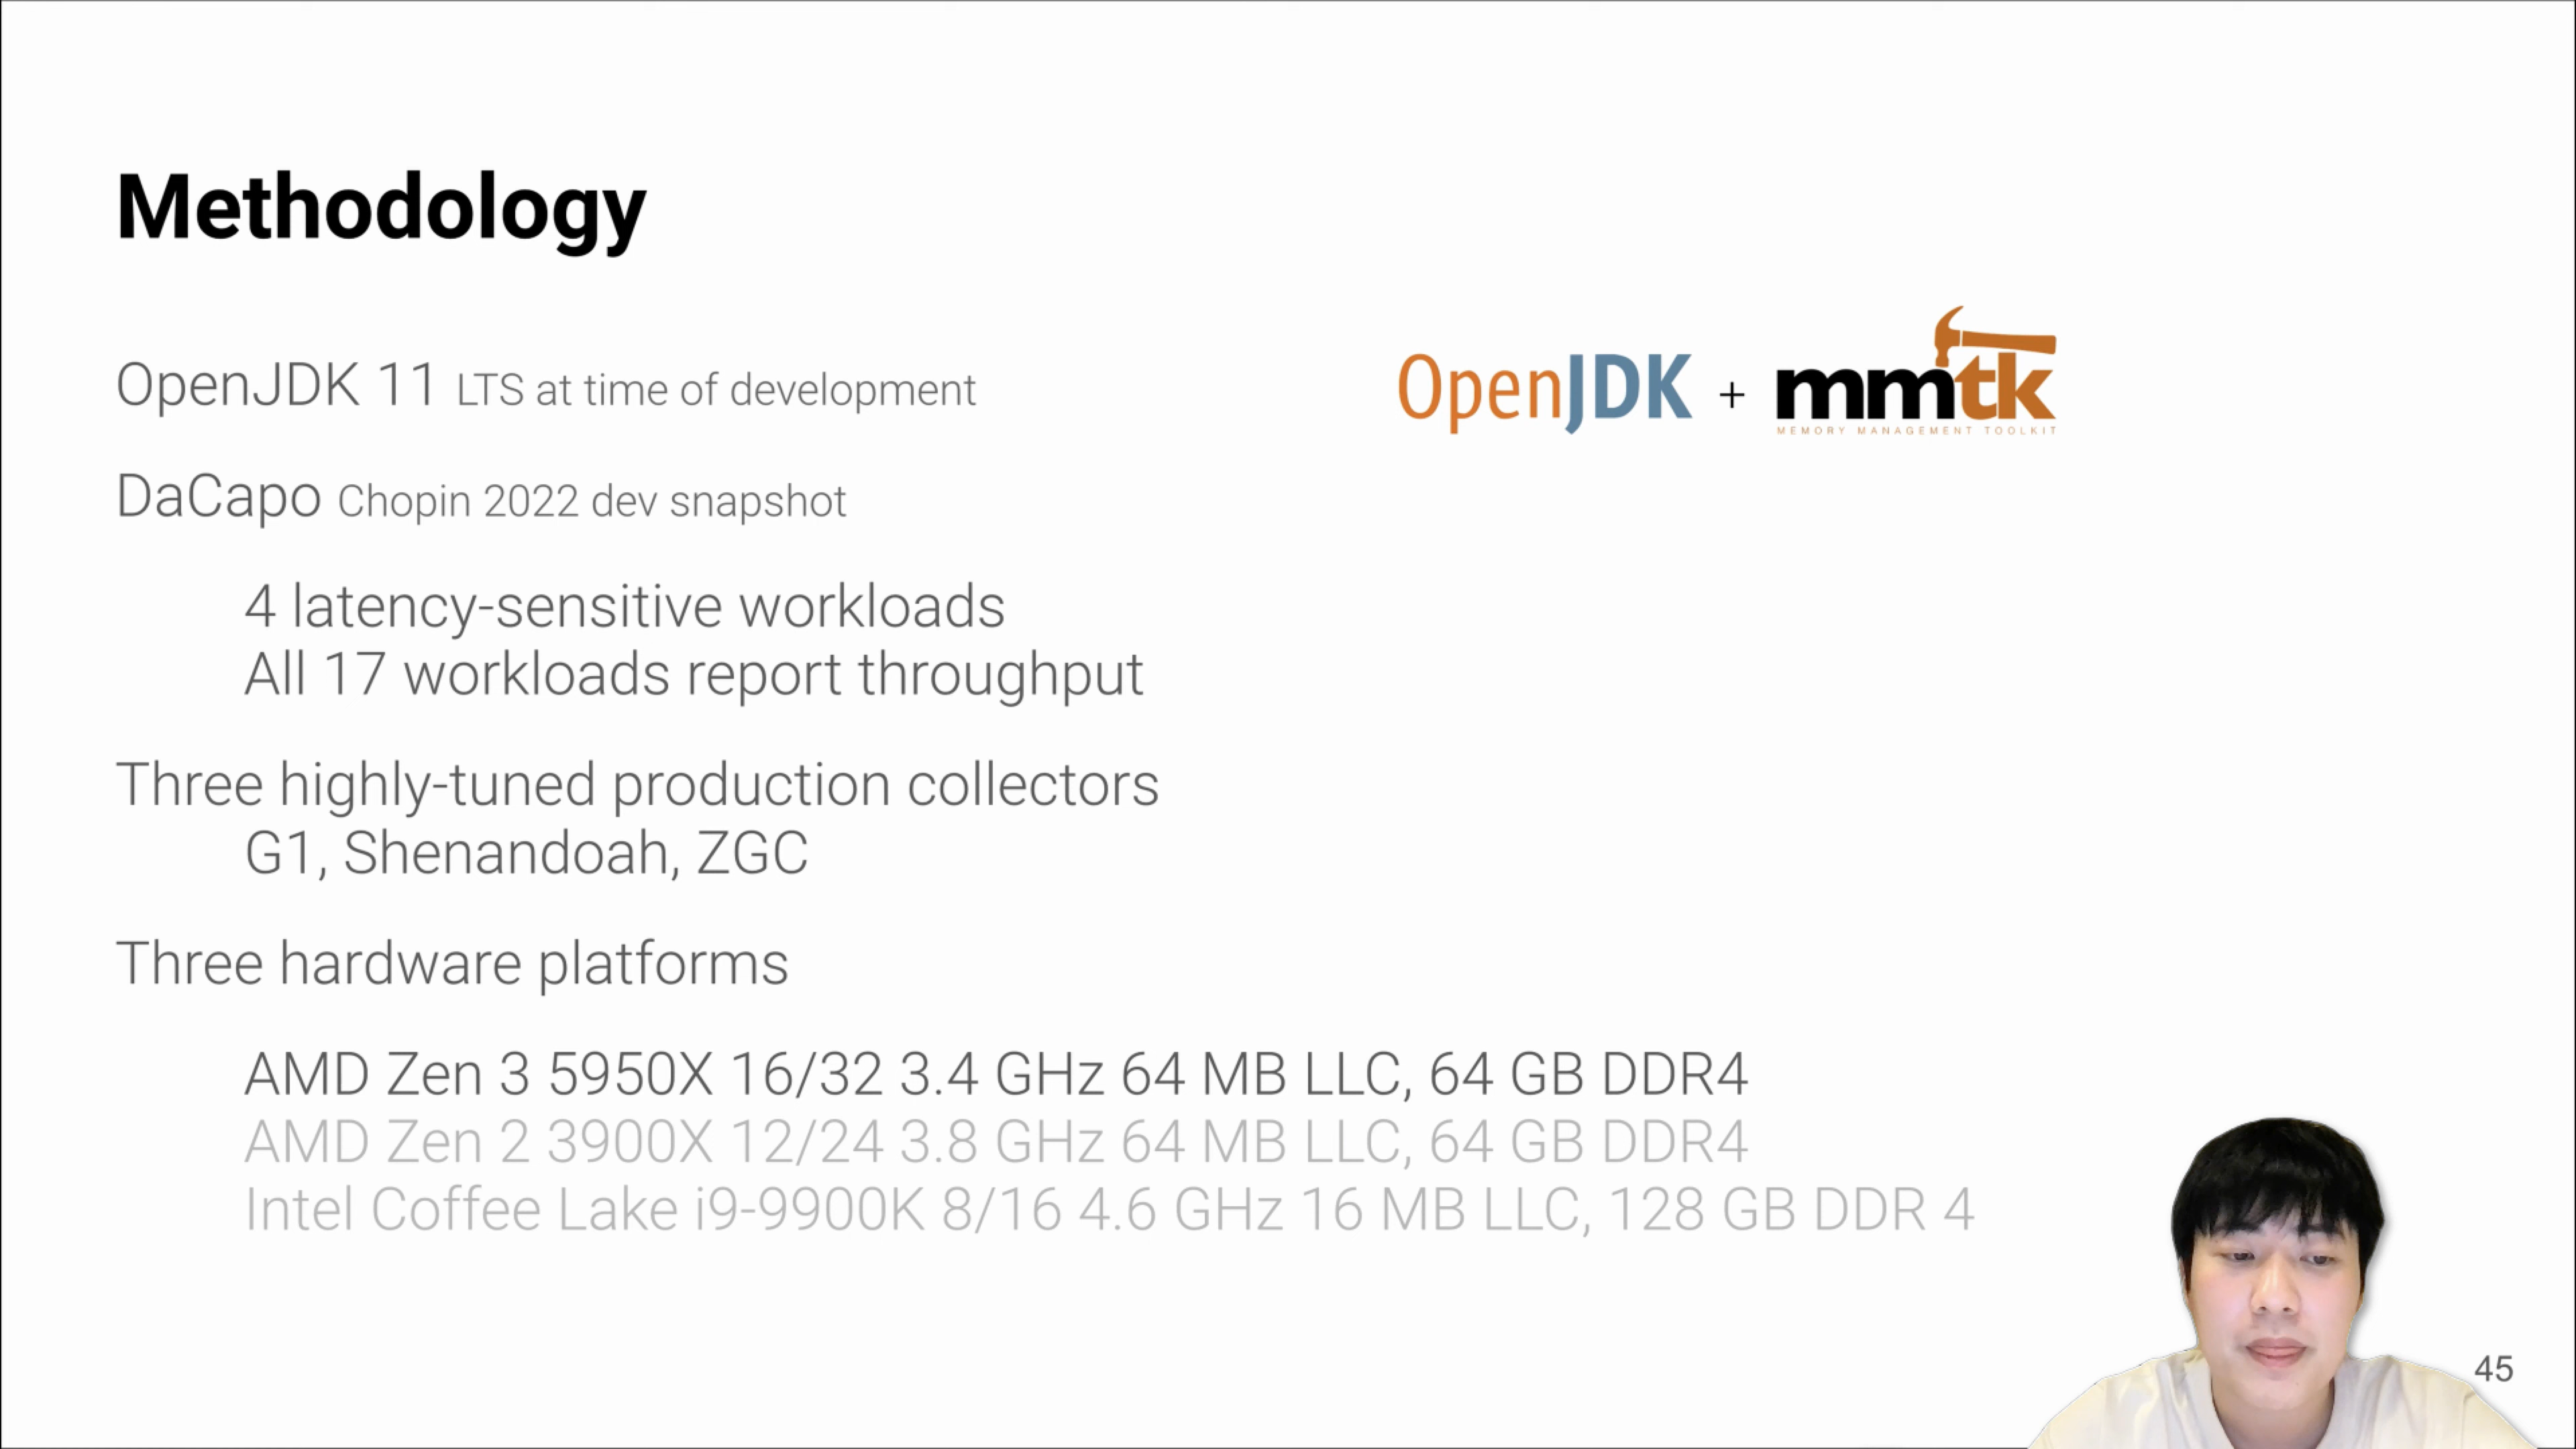 Methodology
OpenJDK 11 LTS at time of development
OpenJDK + mmtk
MEMORY MANAGEMENT TOOLKIT
DaCapo Chopin 2022 dev snapshot
4 latency-sensitive workloads
All 17 workloads report throughput
Three highly-tuned production collectors
G1, Shenandoah, ZGC
Three hardware platforms
AMD Zen 3 5950X 16/32 3.4 GHz 64 MB LLC, 64 GB DDR4
AMD Zen 2 3900X 12/24 3.8 GHz 64 MB LLC, 64 GB DDR4
Intel Coffee Lake i9-9900K 8/16 4.6 GHz 16 MB LLC, 128 GB DDR 4
45